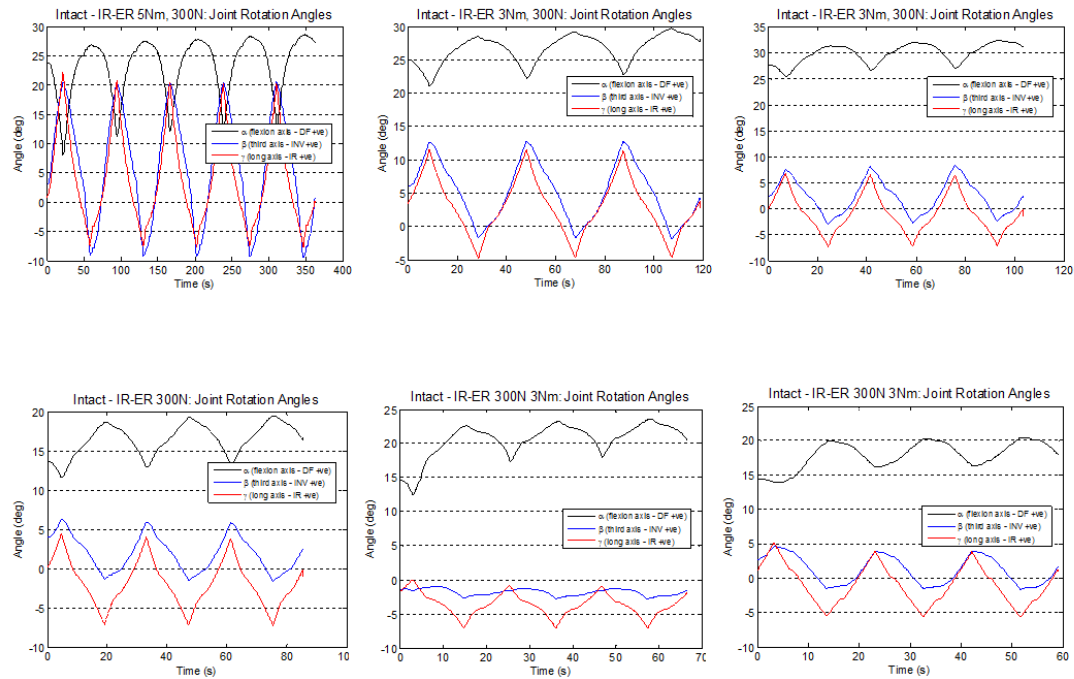 Intact - IR-ER 5Nm, 300N: Joint Rotation Angles
30
25
20
15
10
5
0
-5
-10
Angle (deg)
α (flexion axis - DF +ve)
β (third axis - INV +ve)
γ (long axis - IR +ve)
0 50 100 150 200 250 300 350 400
Time (s)
Intact - IR-ER 3Nm, 300N: Joint Rotation Angles
30
25
20
15
10
5
0
-5
Angle (deg)
α (flexion axis - DF +ve)
β (third axis - INV +ve)
γ (long axis - IR +ve)
0 20 40 60 80 100 120
Time (s)
Intact - IR-ER 3Nm, 300N: Joint Rotation Angles
35
30
25
20
15
10
5
0
-5
-10
Angle (deg)
α (flexion axis - DF +ve)
β (third axis - INV +ve)
γ (long axis - IR +ve)
0 20 40 60 80 100 120
Time (s)
Intact - IR-ER 300N: Joint Rotation Angles
20
15
10
5
0
-5
-10
Angle (deg)
α (flexion axis - DF +ve)
β (third axis - INV +ve)
γ (long axis - IR +ve)
0 20 40 60 80 10
Time (s)
Intact - IR-ER 300N 3Nm: Joint Rotation Angles
25
20
15
10
5
0
-5
-10
Angle (deg)
α (flexion axis - DF +ve)
β (third axis - INV +ve)
γ (long axis - IR +ve)
0 10 20 30 40 50 60 70
Time (s)
Intact - IR-ER 300N 3Nm: Joint Rotation Angles
25
20
15
10
5
0
-5
-10
Angle (deg)
α (flexion axis - DF +ve)
β (third axis - INV +ve)
γ (long axis - IR +ve)
0 10 20 30 40 50 60
Time (s)